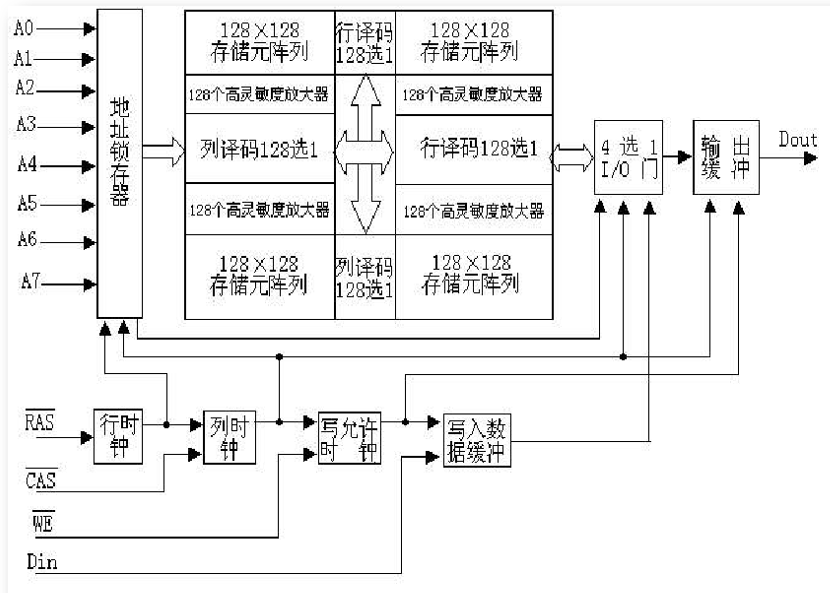 A0
A1
A2
A3
A4
A5
A6
A7
地址锁存器
128×128
存储元阵列
行译码
128选1
128×128
存储元阵列
128个高灵敏度放大器
128个高灵敏度放大器
列译码128选1
行译码128选1
128个高灵敏度放大器
128个高灵敏度放大器
128×128
存储元阵列
列译码
128选1
128×128
存储元阵列
4选1
I/O门
输出
缓冲
Dout
RAS
行时
钟
列时
钟
写允许
时钟
写入数
据缓冲
CAS
WE
Din